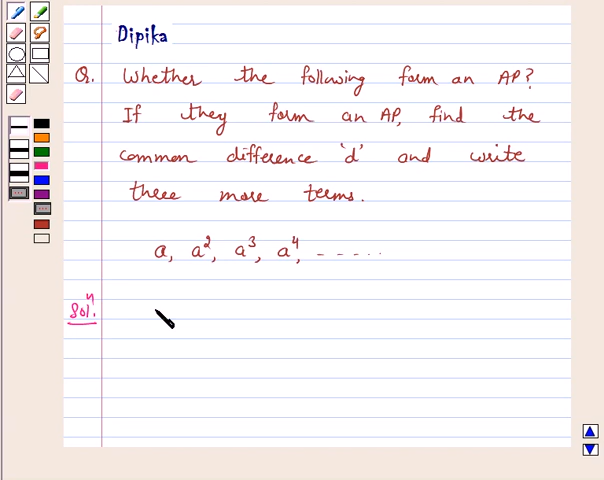 Dipika
Q. Whether the following form an AP?
If they form an AP, find the
common difference 'd' and write
three more terms.
a, a², a³, a⁴, ------
Solⁿ.